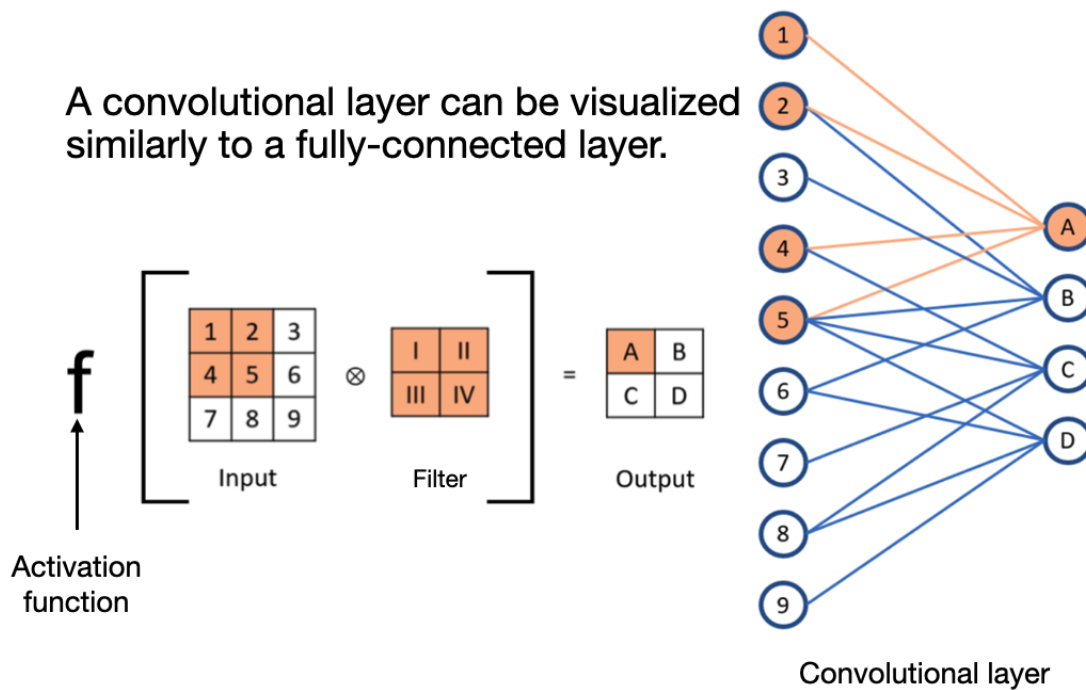 A convolutional layer can be visualized
similarly to a fully-connected layer.
f
1 2 3
4 5 6
7 8 9
Input
⊗
I II
III IV
Filter
=
A B
C D
Output
Activation
function
1
2
3
4
5
6
7
8
9
A
B
C
D
Convolutional layer